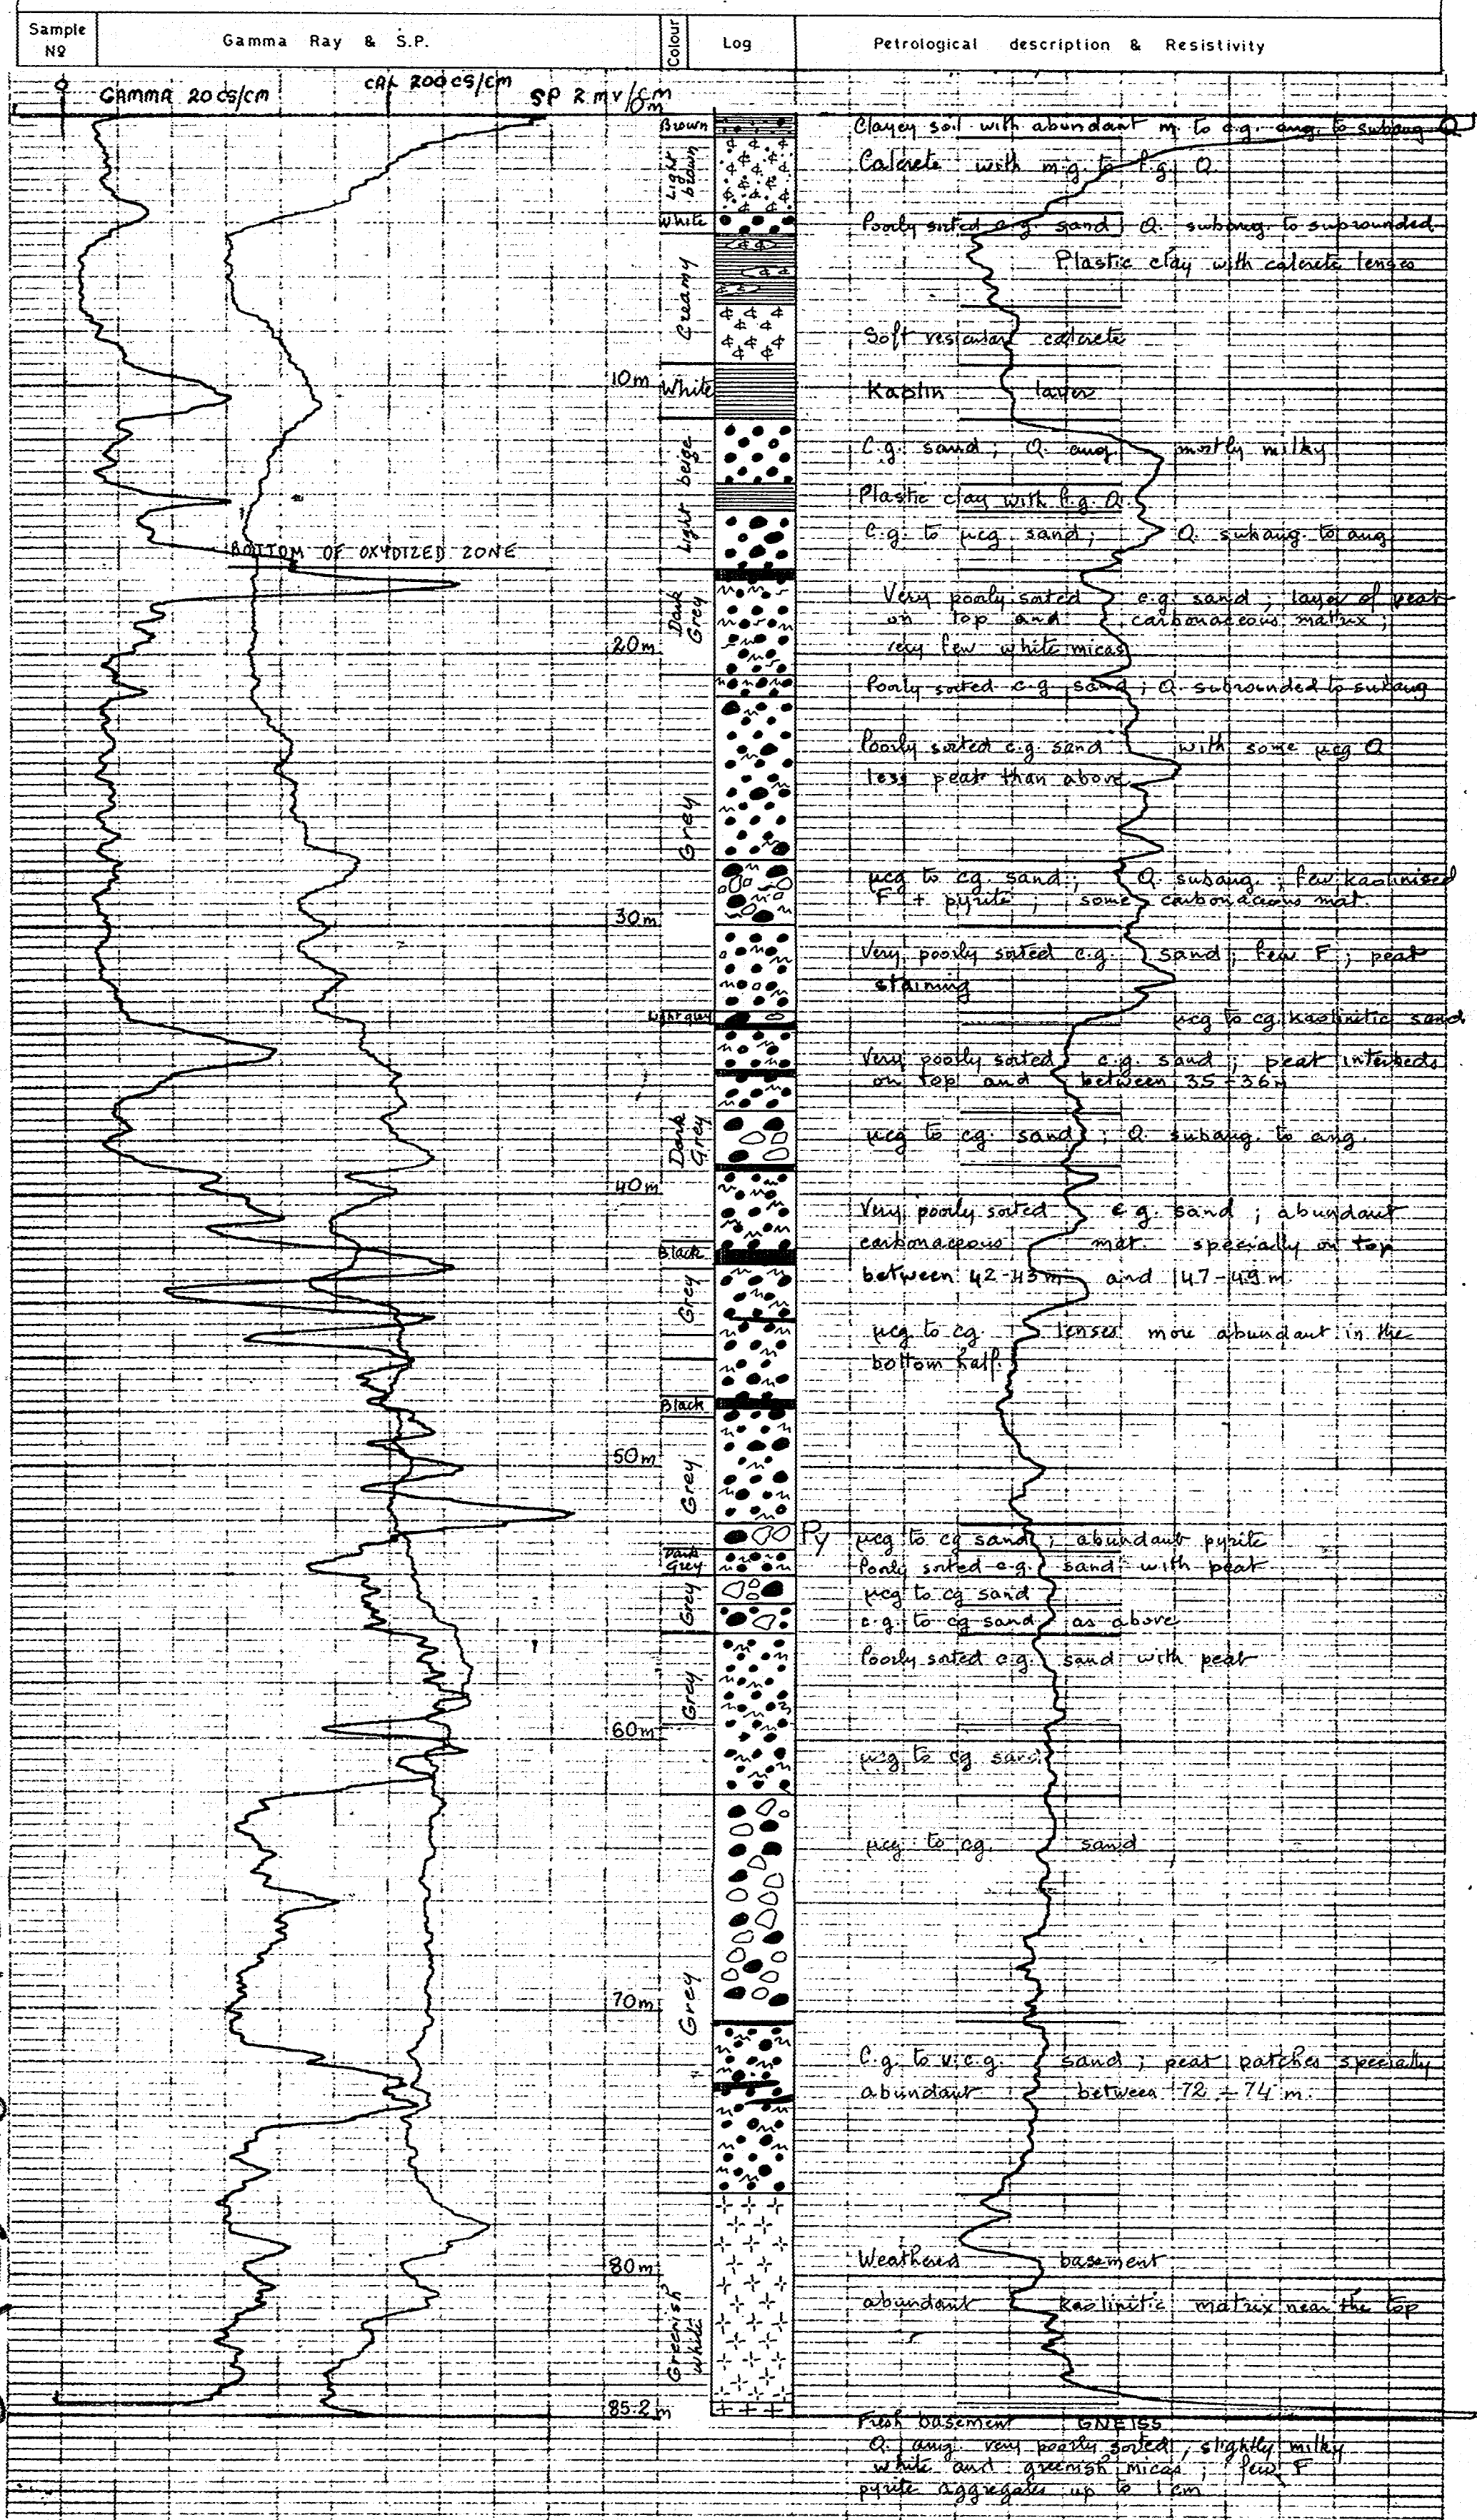 Sample Nº
Gamma Ray & S.P.
Colour
Log
Petrological description & Resistivity
0
GAMMA 20 CS/CM
CAL 200 CS/CM
SP 2 mv/cm
0m
Brown
Clayey soil with abundant m. to c.g. ang. to subang Q
Light brown
Calcrete with m.g. to f.g. Q.
White
Poorly sorted c.g. sand; Q. subang. to subrounded
Creamy
Plastic clay with calcrete lenses
Soft calcrete
10m
White
Kaolin layer
Light beige
C.g. sand; Q. ang. mostly milky
Plastic clay with f.g. Q.
C.g. to µcg sand; Q. subang. to ang
BOTTOM OF OXYDIZED ZONE
Dark Grey
Very poorly sorted c.g. sand; layer of peat
on top and carbonaceous matrix;
very few white micas
20m
Poorly sorted c.g. sand; Q. subrounded to subang
Grey
Poorly sorted c.g. sand with some µcg Q
less peat than above
µcg to cg. sand; Q. subang.; few kaolinised
F + pyrite; some carbonaceous mat.
30m
Very poorly sorted c.g. sand; few F; peat
staining
Light grey
µcg to cg kaolinitic sand
Very poorly sorted c.g. sand; peat interbeds
on top and between 35-36m
Dark Grey
µcg to cg. sand; Q. subang. to ang.
40m
Very poorly sorted c.g. sand; abundant
carbonaceous mat. specially on top
Black
between 42-43m and 47-49m
Grey
µcg to cg. lenses more abundant in the
bottom half.
Black
50m
Grey
Py
µcg to cg sand; abundant pyrite
Dark Grey
Poorly sorted c.g. sand with peat
Grey
µcg to cg sand
c.g. to cg sand as above
Grey
Poorly sorted c.g. sand with peat
60m
µcg to cg sand
µcg to cg. sand
Grey
70m
C.g. to v.c.g. sand; peat patches specially
abundant between 72-74 m.
80m
Weathered basement
Greenish white
abundant kaolinitic matrix near the top
85.2m
Fresh basement GNEISS
Q. ang. very poorly sorted, slightly milky
white and greenish micas; few F
pyrite aggregates up to 1cm